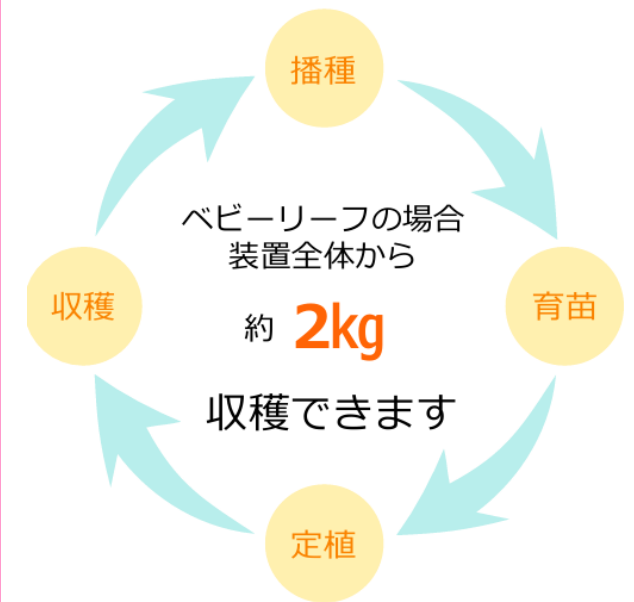 播種
ベビーリーフの場合
装置全体から
約 2kg
収穫できます
育苗
定植
収穫